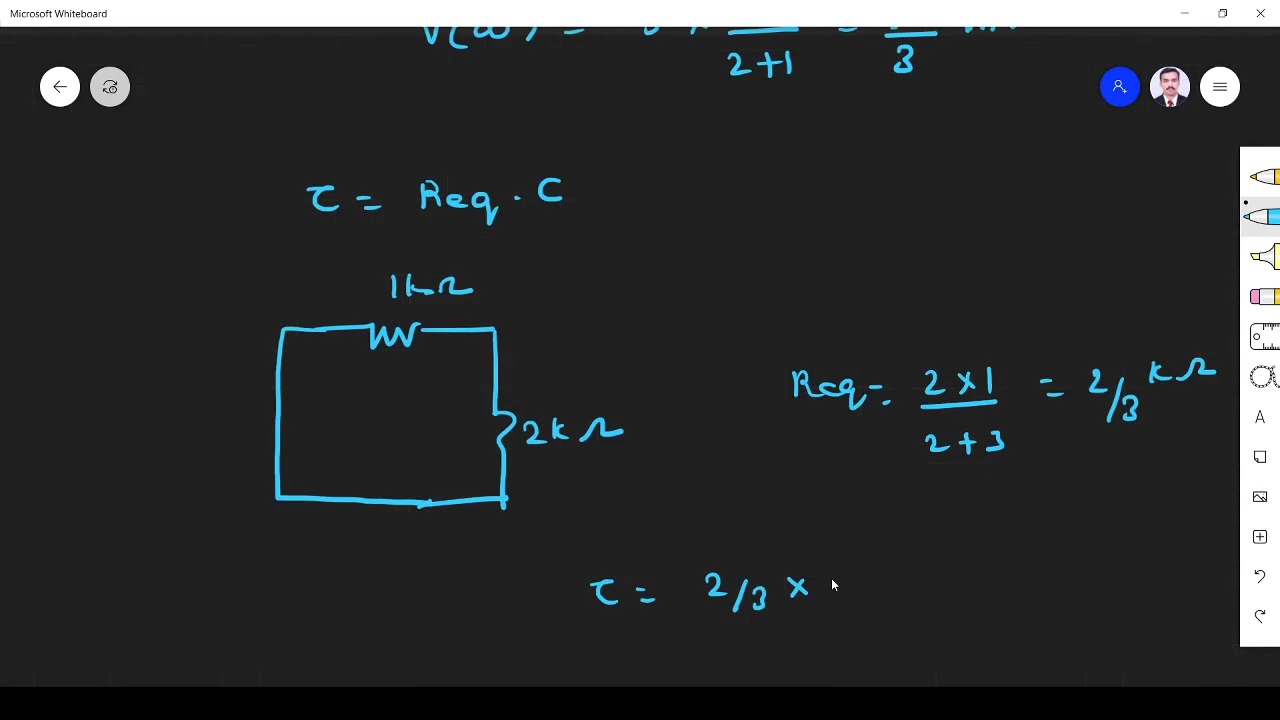 Microsoft Whiteboard
2+1 3
τ = Req . C
1kΩ
2kΩ
Req = 2×1 / 2+3 = 2/3 kΩ
τ = 2/3 ×
A